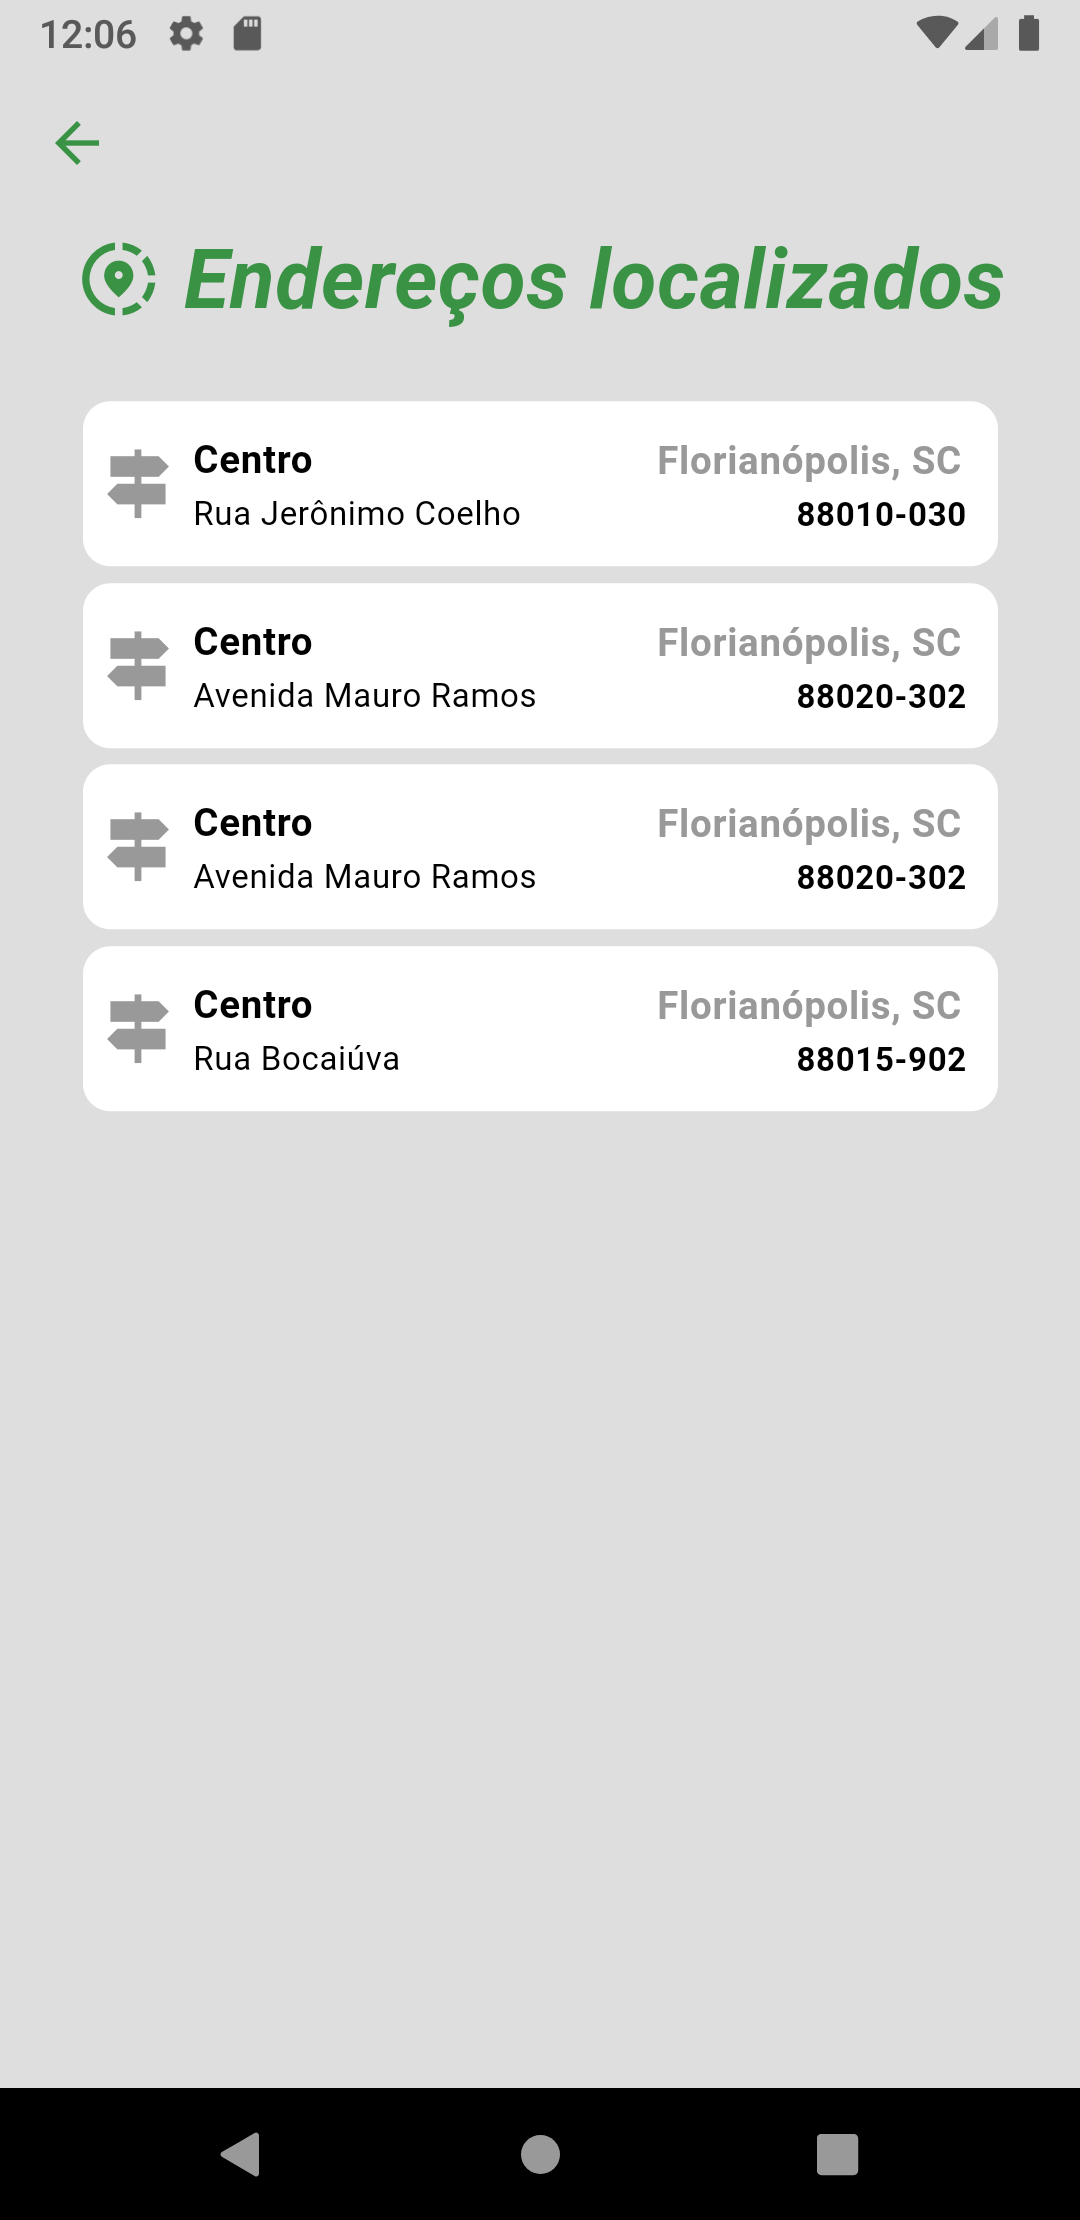 12:06
Endereços localizados
Centro Florianópolis, SC
Rua Jerônimo Coelho 88010-030
Centro Florianópolis, SC
Avenida Mauro Ramos 88020-302
Centro Florianópolis, SC
Avenida Mauro Ramos 88020-302
Centro Florianópolis, SC
Rua Bocaiúva 88015-902